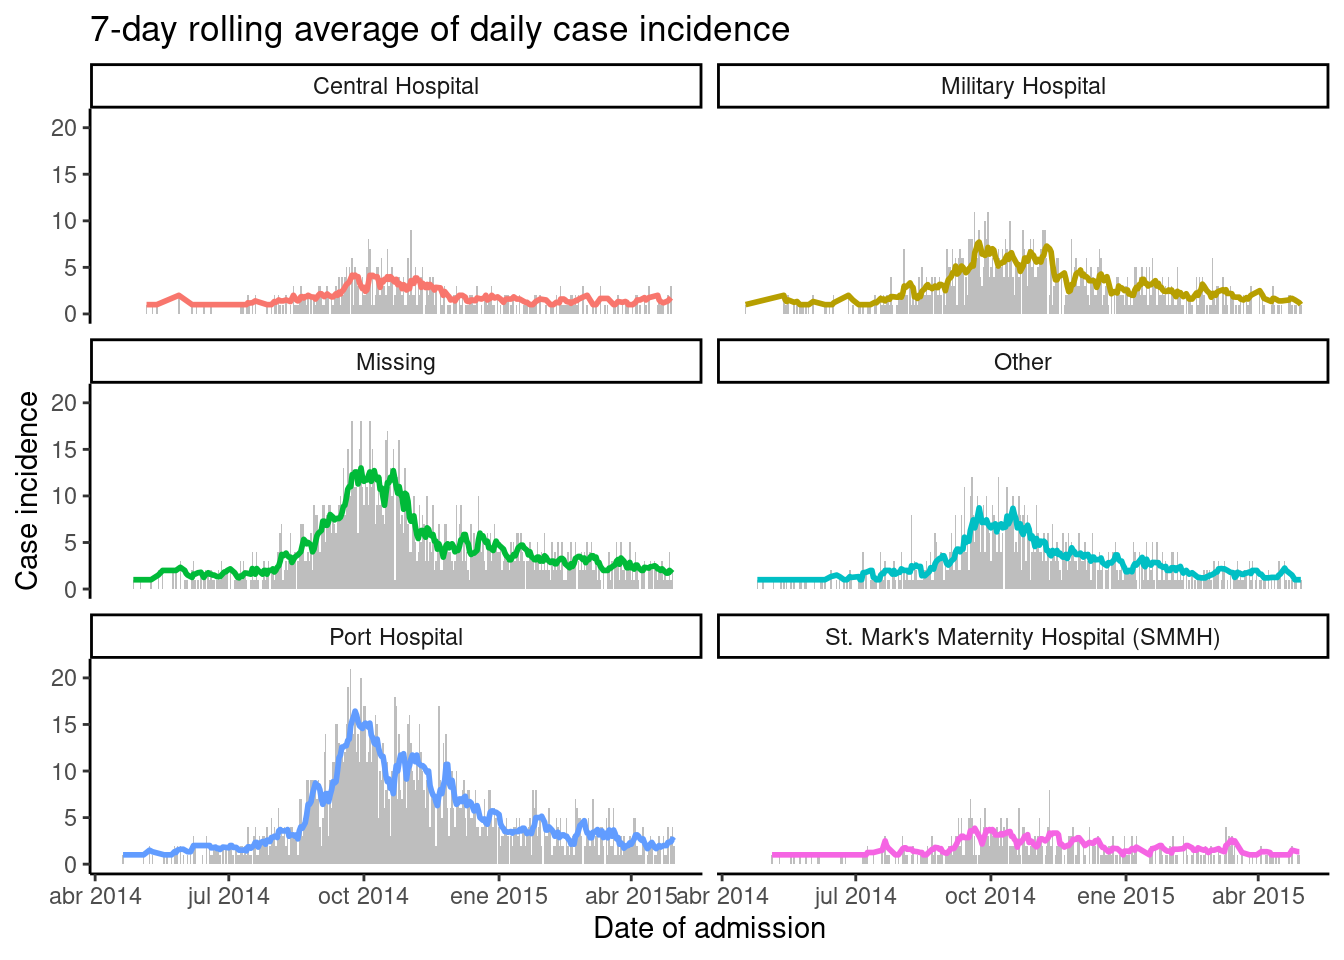 7-day rolling average of daily case incidence
Central Hospital
Military Hospital
20
15
10
5
0
Missing
Other
20
15
10
5
0
Case incidence
Port Hospital
St. Mark's Maternity Hospital (SMMH)
20
15
10
5
0
abr 2014 jul 2014 oct 2014 ene 2015 abr 2015 abr 2014 jul 2014 oct 2014 ene 2015 abr 2015
Date of admission